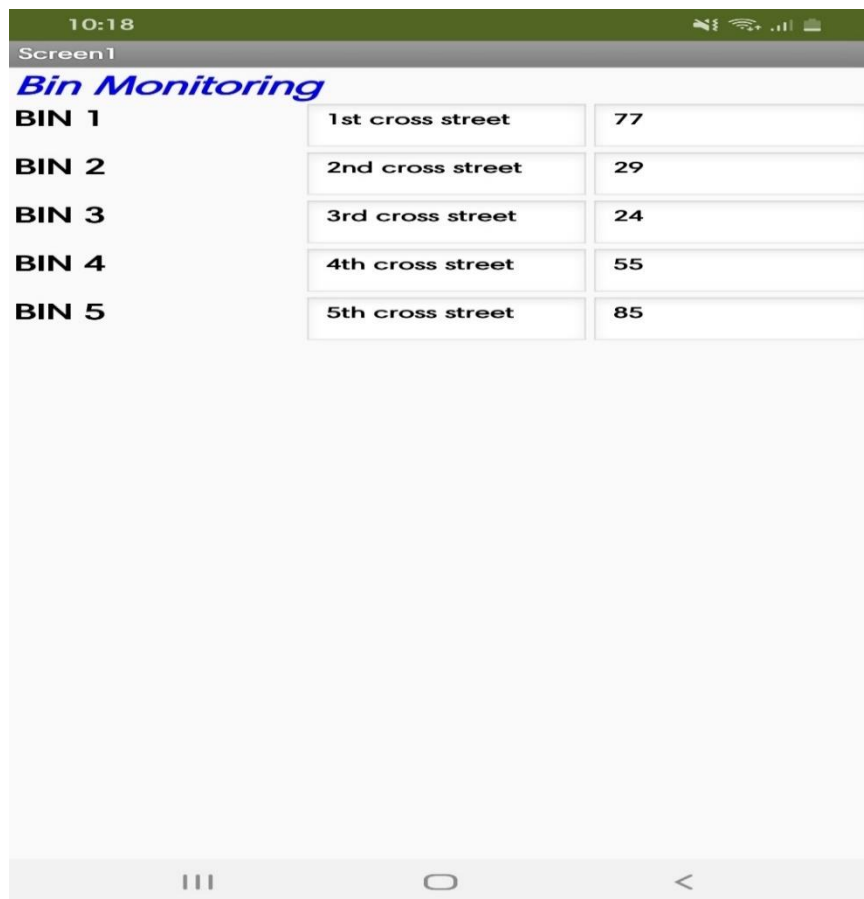 10:18
Screen1
Bin Monitoring
BIN 1 1st cross street 77
BIN 2 2nd cross street 29
BIN 3 3rd cross street 24
BIN 4 4th cross street 55
BIN 5 5th cross street 85